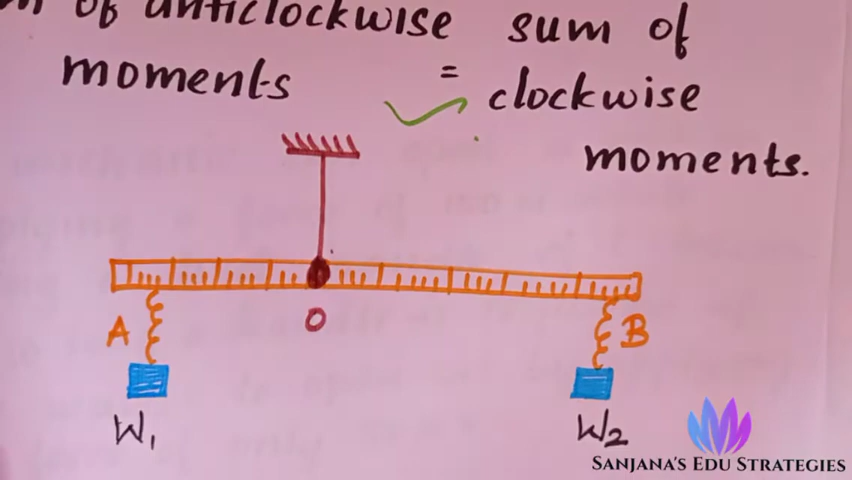 of anticlockwise sum of
moments = clockwise
moments.
O
A B
W1 W2
SANJANA'S EDU STRATEGIES